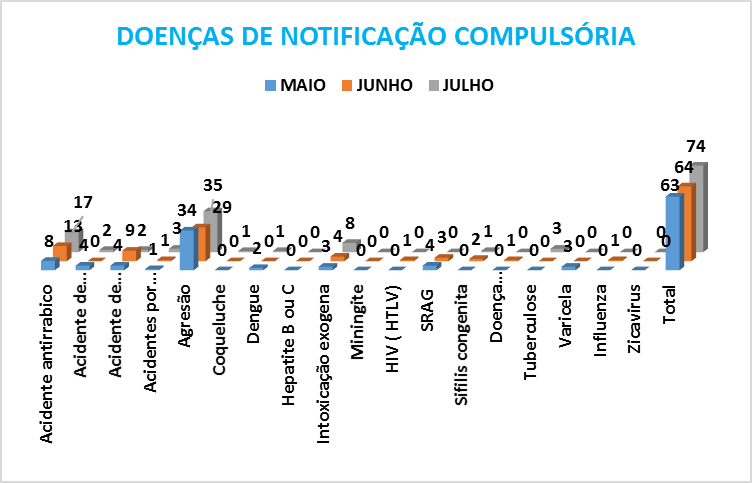 DOENÇAS DE NOTIFICAÇÃO COMPULSÓRIA
MAIO JUNHO JULHO
8 13 17
4 0 2
4 9 2
1 1 3
34 29 35
0 0 1
2 0 1
0 0 0
3 4 8
0 0 0
0 1 0
4 3 0
0 2 1
0 1 0
0 0 3
3 0 0
0 1 0
0 0 0
63 64 74
Acidente antirrabico
Acidente de...
Acidente de...
Acidentes por...
Agresão
Coqueluche
Dengue
Hepatite B ou C
Intoxicação exogena
Miningite
HIV ( HTLV)
SRAG
Sífilis congenita
Doença...
Tuberculose
Varicela
Influenza
Zicavirus
Total